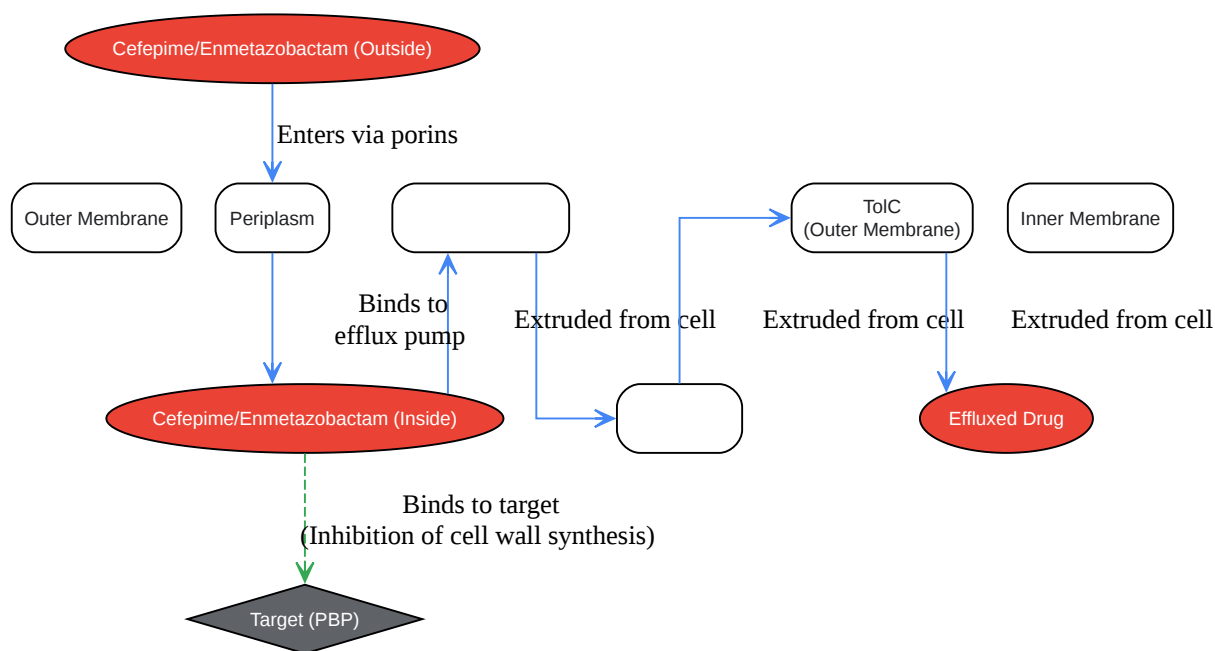 Cefepime/Enmetazobactam (Outside)
Enters via porins
Outer Membrane
Periplasm
TolC
(Outer Membrane)
Inner Membrane
Binds to
efflux pump
Extruded from cell
Extruded from cell
Extruded from cell
Cefepime/Enmetazobactam (Inside)
Effluxed Drug
Binds to target
(Inhibition of cell wall synthesis)
Target (PBP)